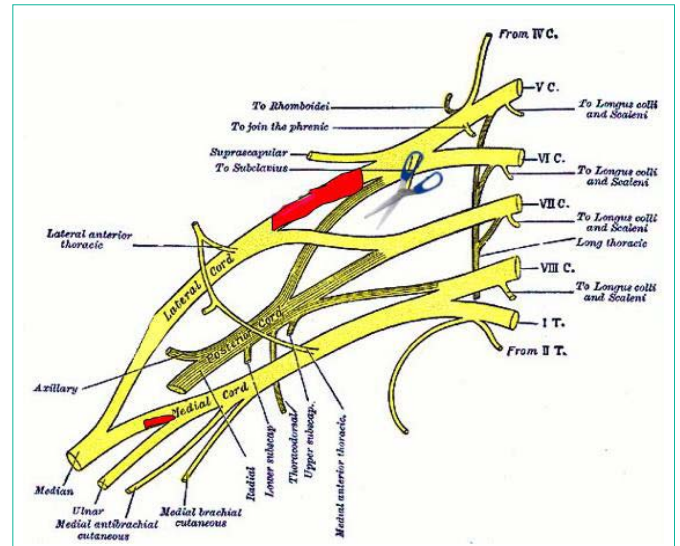 From IV C.
V C.
To Rhomboidei
To Longus colli
and Scaleni
To join the phrenic
Suprascapular
VI C.
To Subclavius
To Longus colli
and Scaleni
VII C.
To Longus colli
and Scaleni
Lateral anterior
thoracic
Long thoracic
VIII C.
Lateral Cord
To Longus colli
and Scaleni
I T.
Posterior Cord
From II T.
Axillary
Medial Cord
Radial
Lower subscap
Thoracodorsal
Upper subscap.
Medial anterior thoracic.
Median
Ulnar
Medial antibrachial
cutaneous
Medial brachial
cutaneous